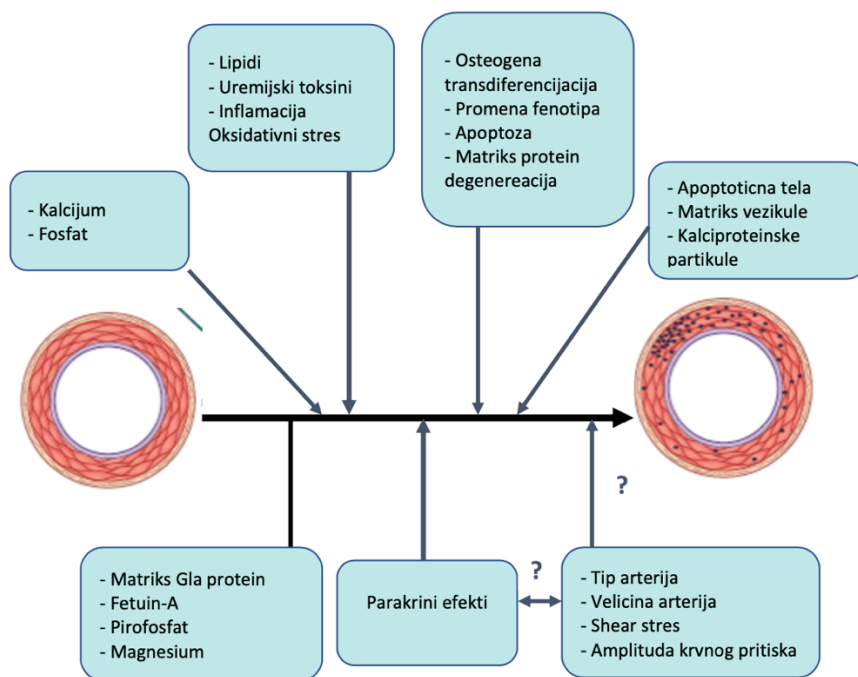 - Lipidi
- Uremijski toksini
- Inflamacija
Oksidativni stres
- Osteogena
transdiferencijacija
- Promena fenotipa
- Apoptoza
- Matriks protein
degenereacija
- Kalcijum
- Fosfat
- Apoptoticna tela
- Matriks vezikule
- Kalciproteinske
partikule
?
- Matriks Gla protein
- Fetuin-A
- Pirofosfat
- Magnesium
Parakrini efekti
?
- Tip arterija
- Velicina arterija
- Shear stres
- Amplituda krvnog pritiska